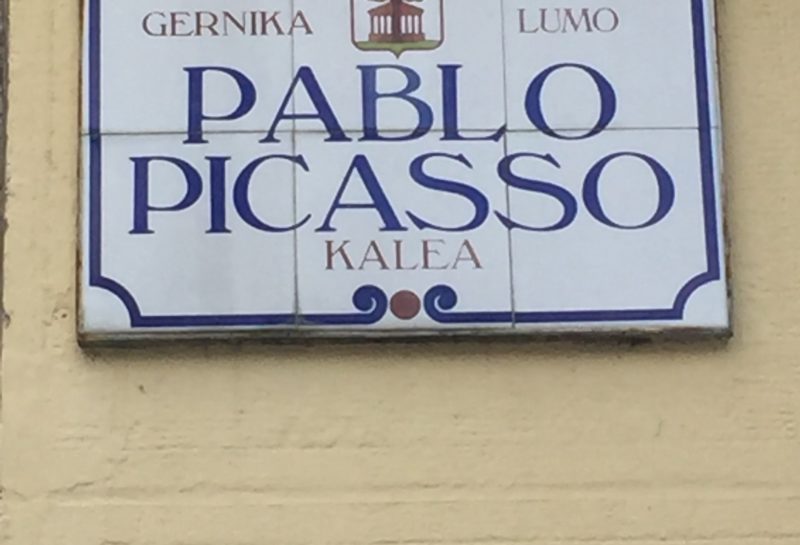 GERNIKA LUMO
PABLO
PICASSO
KALEA